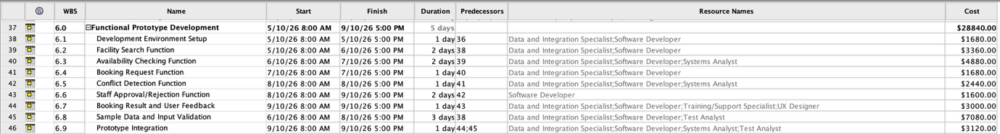 WBS Name Start Finish Duration Predecessors Resource Names Cost
37 6.0 Functional Prototype Development 5/10/26 8:00 AM 9/10/26 5:00 PM 5 days $28840.00
38 6.1 Development Environment Setup 5/10/26 8:00 AM 5/10/26 5:00 PM 1 day 36 Data and Integration Specialist;Software Developer $1680.00
39 6.2 Facility Search Function 5/10/26 8:00 AM 6/10/26 5:00 PM 2 days 38 Data and Integration Specialist;Software Developer $3360.00
40 6.3 Availability Checking Function 6/10/26 8:00 AM 7/10/26 5:00 PM 2 days 39 Data and Integration Specialist;Software Developer;Systems Analyst $4880.00
41 6.4 Booking Request Function 7/10/26 8:00 AM 7/10/26 5:00 PM 1 day 40 Data and Integration Specialist;Software Developer $1680.00
42 6.5 Conflict Detection Function 8/10/26 8:00 AM 8/10/26 5:00 PM 1 day 41 Data and Integration Specialist;Software Developer;Systems Analyst $2440.00
43 6.6 Staff Approval/Rejection Function 8/10/26 8:00 AM 9/10/26 5:00 PM 2 days 42 Software Developer $1600.00
44 6.7 Booking Result and User Feedback 9/10/26 8:00 AM 9/10/26 5:00 PM 1 day 43 Data and Integration Specialist;Software Developer;Training/Support Specialist;UX Designer $3000.00
45 6.8 Sample Data and Input Validation 6/10/26 8:00 AM 8/10/26 5:00 PM 3 days 38 Data and Integration Specialist;Software Developer;Test Analyst $7080.00
46 6.9 Prototype Integration 9/10/26 8:00 AM 9/10/26 5:00 PM 1 day 44;45 Data and Integration Specialist;Software Developer;Systems Analyst;Test Analyst $3120.00